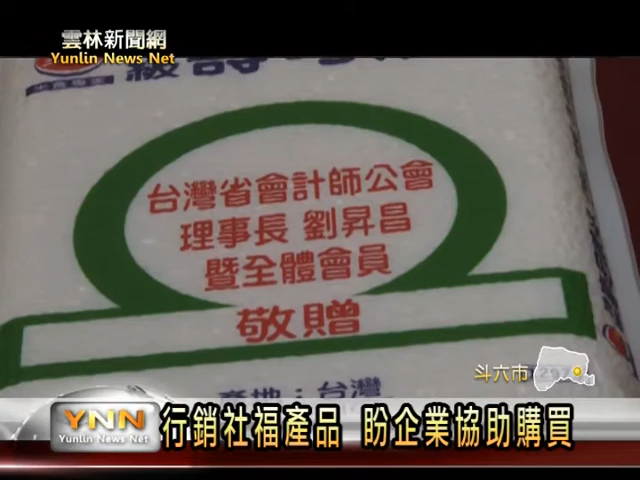 雲林新聞網
Yunlin News Net
台灣省會計師公會
理事長 劉昇昌
暨全體會員
敬贈
產地：台灣
斗六市
YNN
Yunlin News Net
行銷社福產品 盼企業協助購買